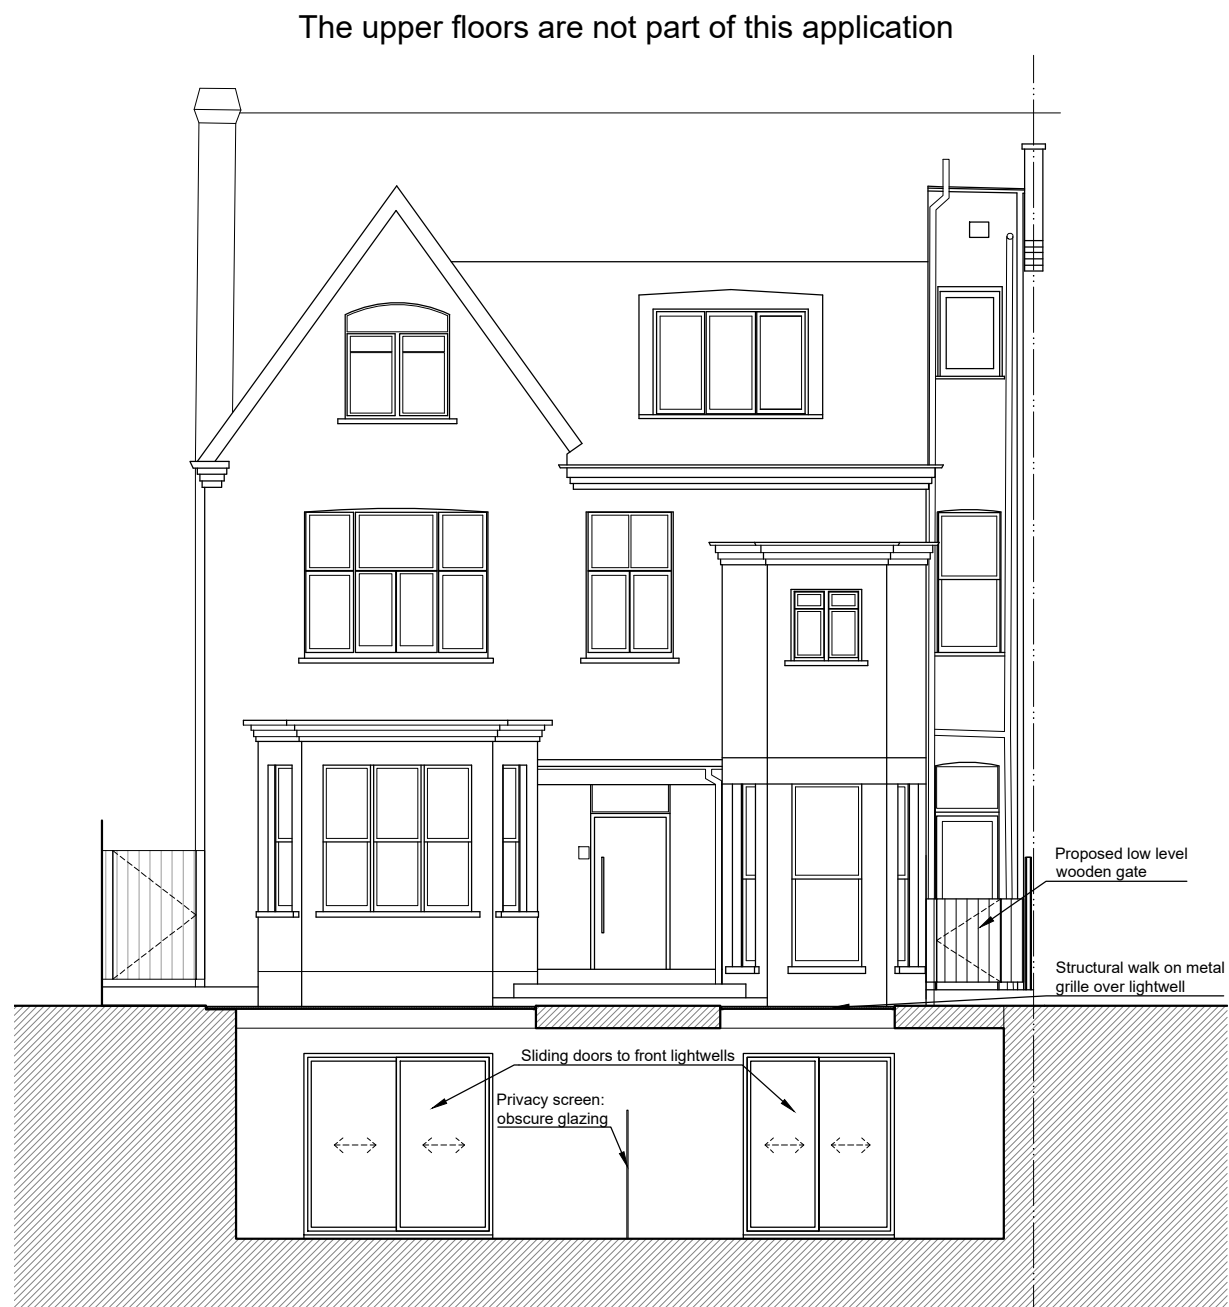 The upper floors are not part of this application
Proposed low level
wooden gate
Structural walk on metal
grille over lightwell
Sliding doors to front lightwells
Privacy screen:
obscure glazing